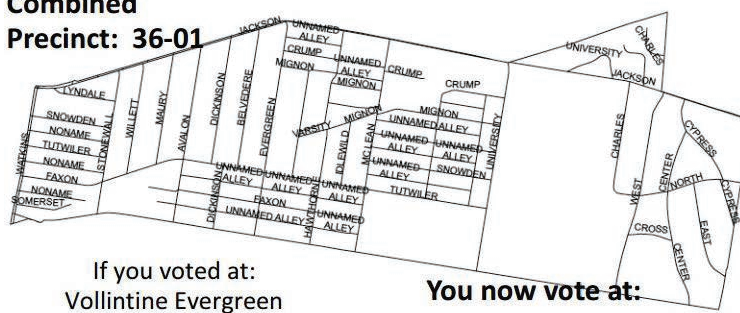 Combined
Precinct: 36-01
JACKSON
UNNAMED
ALLEY
CRUMP
MIGNON
UNNAMED
ALLEY
MIGNON
CRUMP
CRUMP
UNIVERSITY
CHARLES
JACKSON
LYNDALE
SNOWDEN
NONAME
TUTWILER
NONAME
FAXON
NONAME
SOMERSET
WATKINS
STONEWALL
WILLETT
MAURY
AVALON
DICKINSON
BELVEDERE
EVERGREEN
VARSITY
MIGNON
IDLEWILD
MCLEAN
MIGNON
UNNAMED ALLEY
UNNAMED
ALLEY
UNNAMED
ALLEY
UNNAMED
ALLEY
SNOWDEN
TUTWILER
UNIVERSITY
UNNAMED
ALLEY
UNNAMED
ALLEY
UNNAMED
ALLEY
FAXON
UNNAMED ALLEY
UNNAMED
ALLEY
DICKINSON
HAWTHORNE
CHARLES
WEST
CENTER
CYPRESS
NORTH
CYPRESS
CROSS
CENTER
EAST
If you voted at:
Vollintine Evergreen
You now vote at: